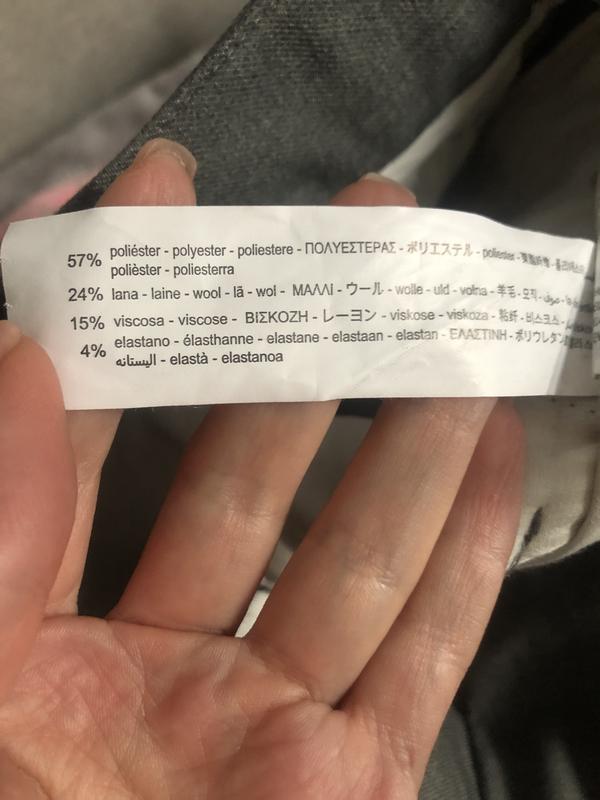 57% poliéster - polyester - poliestere - ΠΟΛΥΕΣΤΕΡΑΣ - ポリエステル - poliester -
polièster - poliesterra
24% lana - laine - wool - lã - wol - ΜΑΛΛΙ - ウール - wolle - uld - volna - 羊毛 - 모직 -
15% viscosa - viscose - ΒΙΣΚΟΖΗ - レーヨン - viskose - viskoza - 粘纤 - 비스코스 -
4% elastano - élasthanne - elastane - elastaan - elastan - ΕΛΑΣΤΙΝΗ - ポリウレタン
اليستانه - elastà - elastanoa